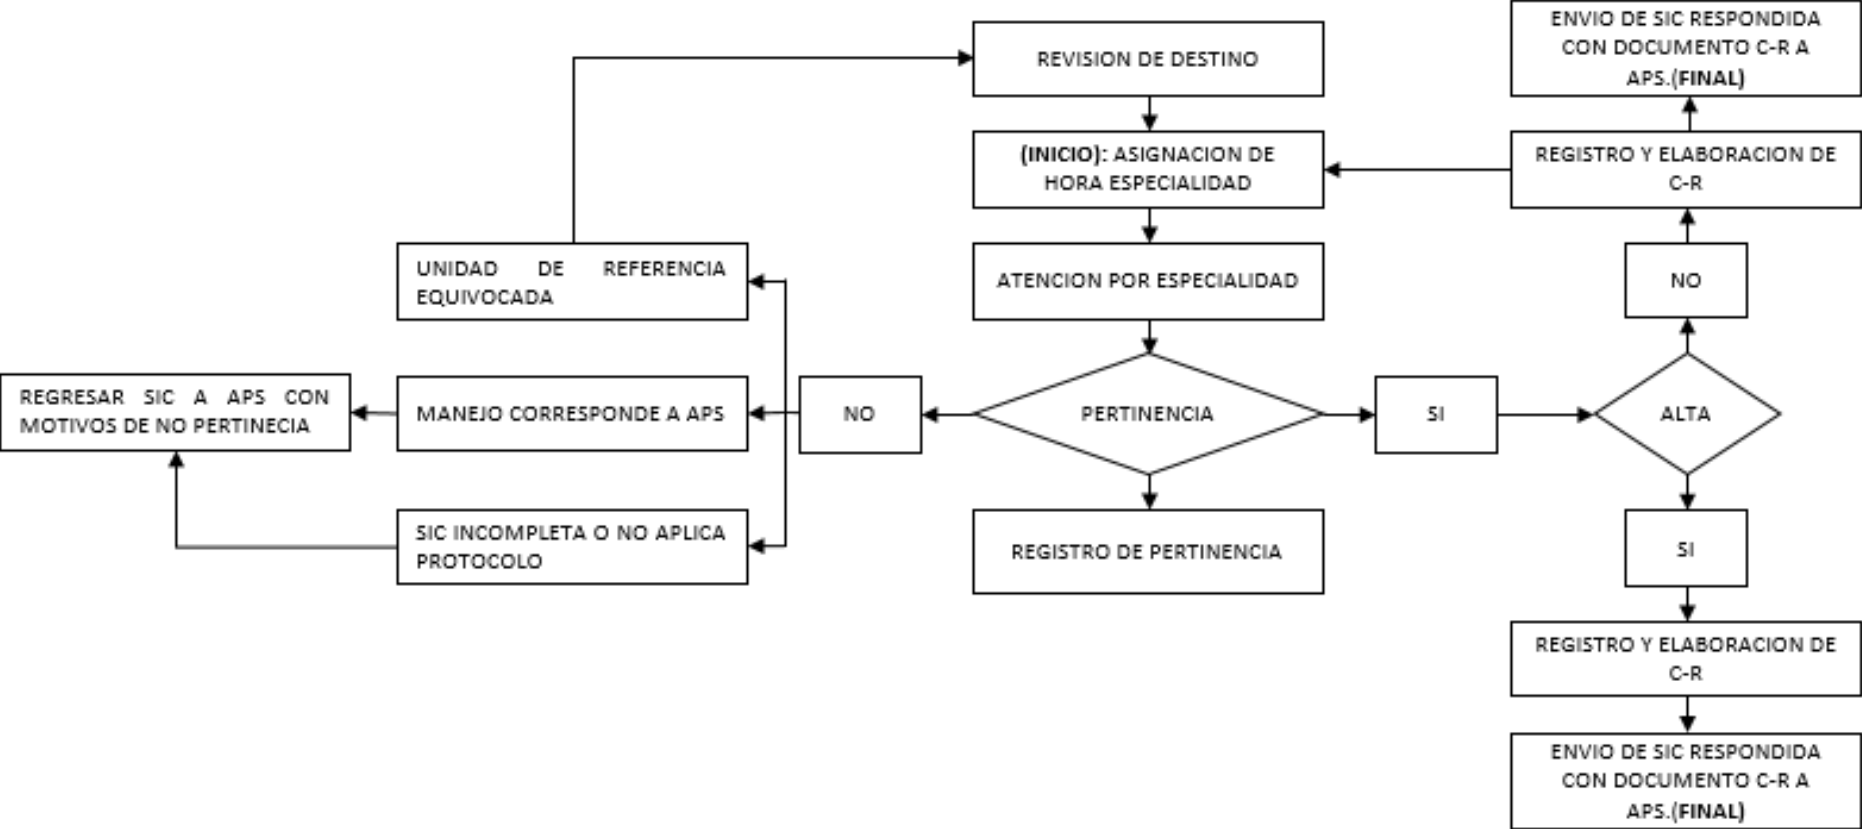 ENVIO DE SIC RESPONDIDA
CON DOCUMENTO C-R A
APS.(FINAL)
REVISION DE DESTINO
(INICIO): ASIGNACION DE
HORA ESPECIALIDAD
REGISTRO Y ELABORACION DE
C-R
UNIDAD DE REFERENCIA
EQUIVOCADA
ATENCION POR ESPECIALIDAD
NO
REGRESAR SIC A APS CON
MOTIVOS DE NO PERTINECIA
MANEJO CORRESPONDE A APS
NO
PERTINENCIA
SI
ALTA
SIC INCOMPLETA O NO APLICA
PROTOCOLO
REGISTRO DE PERTINENCIA
SI
REGISTRO Y ELABORACION DE
C-R
ENVIO DE SIC RESPONDIDA
CON DOCUMENTO C-R A
APS.(FINAL)